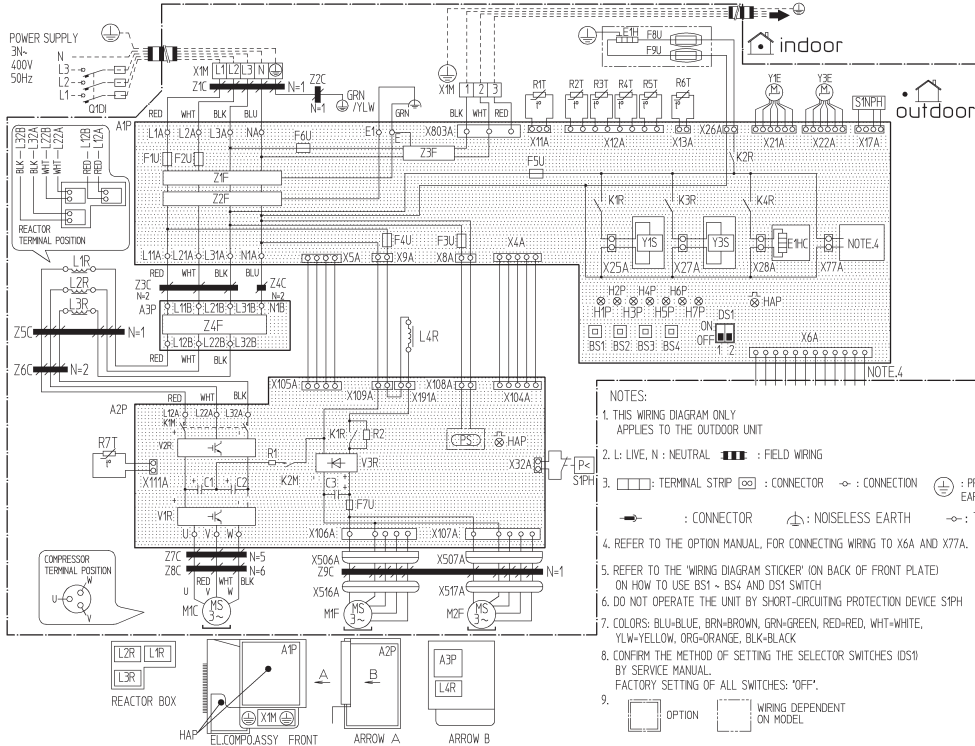 POWER SUPPLY
3N~
400V
50Hz
N
L3
L2
L1
Q1DI
X1M L1 L2 L3 N
Z1C N=1
Z2C
N=1
GRN
/YLW
GRN
X1M 1 2 3
BLK WHT RED
E1H F8U
F9U
indoor
outdoor
R1T R2T R3T R4T R5T R6T
Y1E Y3E
M M
S1NPH
RED WHT BLK BLU
A1P
L1A L2A L3A NA
E1 E
X803A X11A X12A X13A X26A X21A X22A X17A
F1U F2U F6U
Z3F
F5U
K2R
Z1F
Z2F
K1R K3R K4R
Y1S Y3S E1HC NOTE.4
X25A X27A X28A X77A
F4U F3U
X5A X9A X8A X4A
L11A L21A L31A N1A
BLK L32B
BLK L32A
WHT L22B
WHT L22A
RED L12B
RED L12A
REACTOR
TERMINAL POSITION
L1R
L2R
L3R
RED WHT BLK BLU
Z3C
N=2
Z4C
N=2
A3P
L11B L21B L31B N1B
Z4F
L12B L22B L32B
RED WHT BLK
Z5C N=1
Z6C N=2
L4R
H2P H4P H6P
H1P H3P H5P H7P
HAP
BS1 BS2 BS3 BS4
DS1
ON
OFF
1 2
X6A
NOTE.4
RED WHT BLK
A2P
L12A L22A L32A
K1M
V2R
R7T
X111A
C1 C2
V1R
U V W
R1
K2M
X105A X109A X191A X108A X104A
K1R R2
V3R
C3
F7U
PS
HAP
X32A
P<
S1PH
X106A X107A
Z7C N=5
Z8C N=6
RED WHT BLK
U V W
M1C
MS
3~
X506A X507A
Z9C N=1
X516A X517A
M1F
MS
3~
M2F
MS
3~
COMPRESSOR
TERMINAL POSITION
W
U
V
L2R L1R
L3R
REACTOR BOX
A1P
X1M
HAP
EL.COMPO.ASSY FRONT
A
A2P
B
ARROW A
A3P
L4R
ARROW B
NOTES:
1. THIS WIRING DIAGRAM ONLY
APPLIES TO THE OUTDOOR UNIT
2. L: LIVE, N : NEUTRAL : FIELD WIRING
3. : TERMINAL STRIP : CONNECTOR : CONNECTION
: CONNECTOR : NOISELESS EARTH
4. REFER TO THE OPTION MANUAL, FOR CONNECTING WIRING TO X6A AND X77A.
5. REFER TO THE 'WIRING DIAGRAM STICKER' (ON BACK OF FRONT PLATE)
ON HOW TO USE BS1 ~ BS4 AND DS1 SWITCH
6. DO NOT OPERATE THE UNIT BY SHORT-CIRCUITING PROTECTION DEVICE S1PH
7. COLORS: BLU=BLUE, BRN=BROWN, GRN=GREEN, RED=RED, WHT=WHITE,
YLW=YELLOW, ORG=ORANGE, BLK=BLACK
8. CONFIRM THE METHOD OF SETTING THE SELECTOR SWITCHES (DS1)
BY SERVICE MANUAL.
FACTORY SETTING OF ALL SWITCHES: "OFF".
9. OPTION
WIRING DEPENDENT
ON MODEL